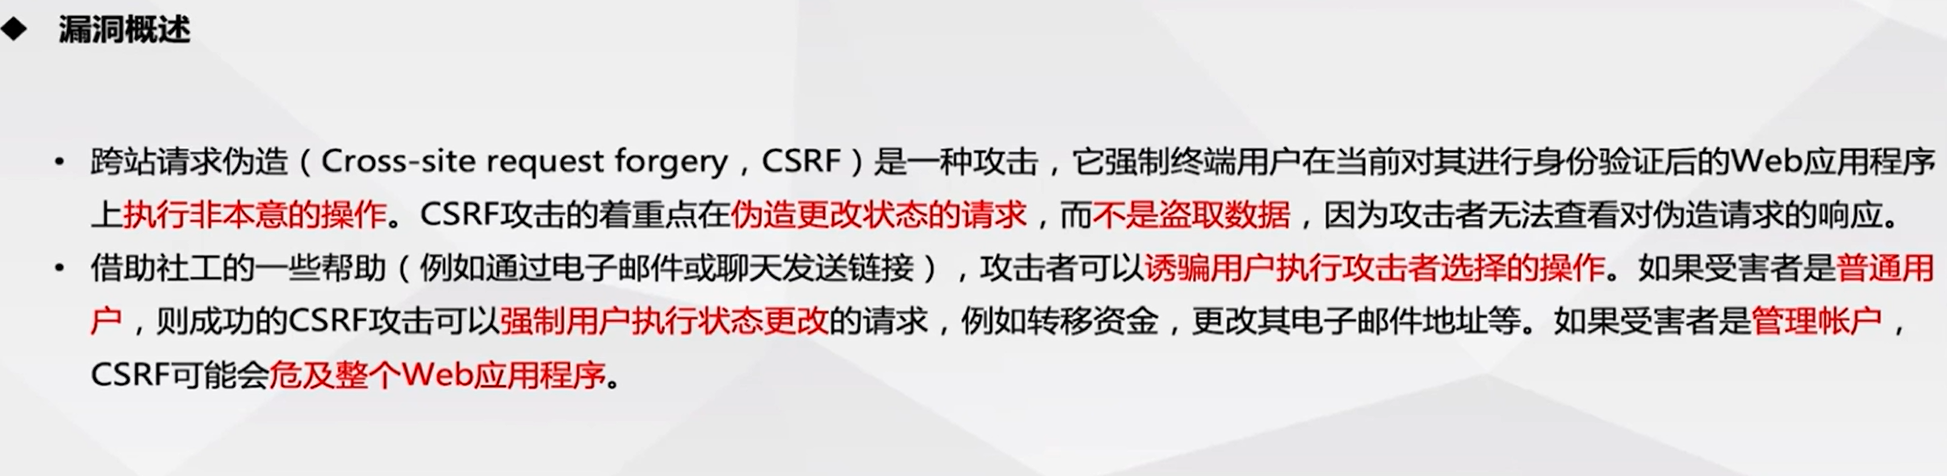 ◆ 漏洞概述
• 跨站请求伪造（Cross-site request forgery，CSRF）是一种攻击，它强制终端用户在当前对其进行身份验证后的Web应用程序
上执行非本意的操作。CSRF攻击的着重点在伪造更改状态的请求，而不是盗取数据，因为攻击者无法查看对伪造请求的响应。
• 借助社工的一些帮助（例如通过电子邮件或聊天发送链接），攻击者可以诱骗用户执行攻击者选择的操作。如果受害者是普通用
户，则成功的CSRF攻击可以强制用户执行状态更改的请求，例如转移资金，更改其电子邮件地址等。如果受害者是管理帐户，
CSRF可能会危及整个Web应用程序。